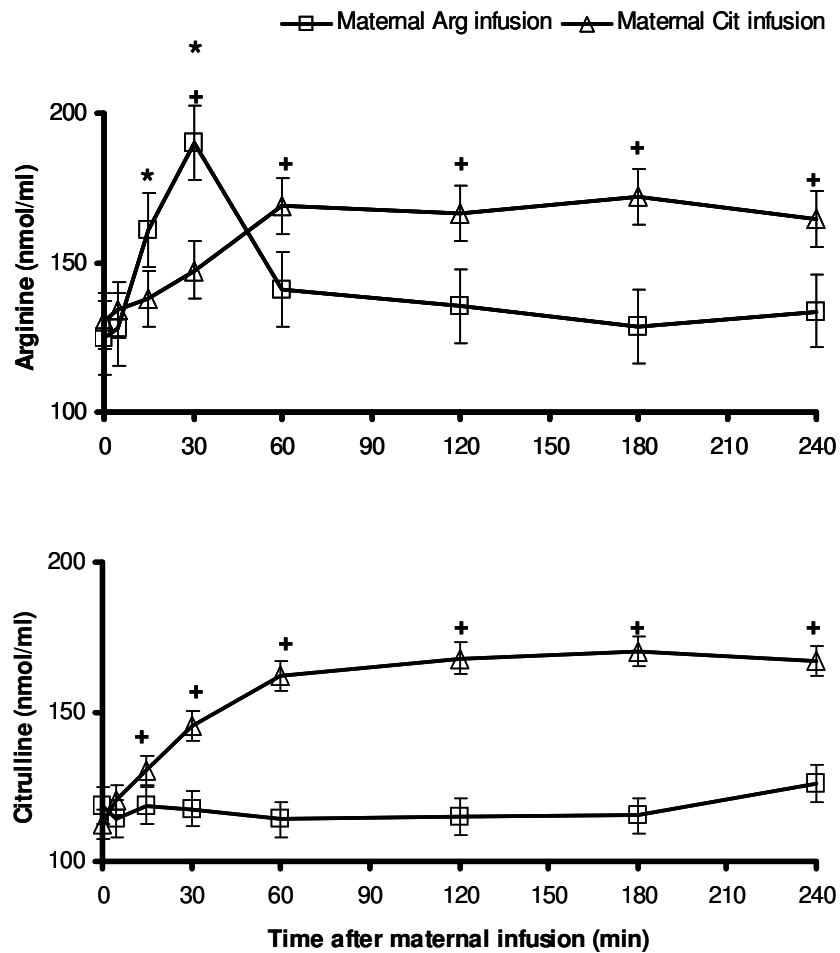 Maternal Arg infusion Maternal Cit infusion
*
+
* + + + +
200
150
100
Arginine (nmol/ml)
0 30 60 90 120 150 180 210 240
200
150
100
Citrulline (nmol/ml)
+ + + + + +
0 30 60 90 120 150 180 210 240
Time after maternal infusion (min)